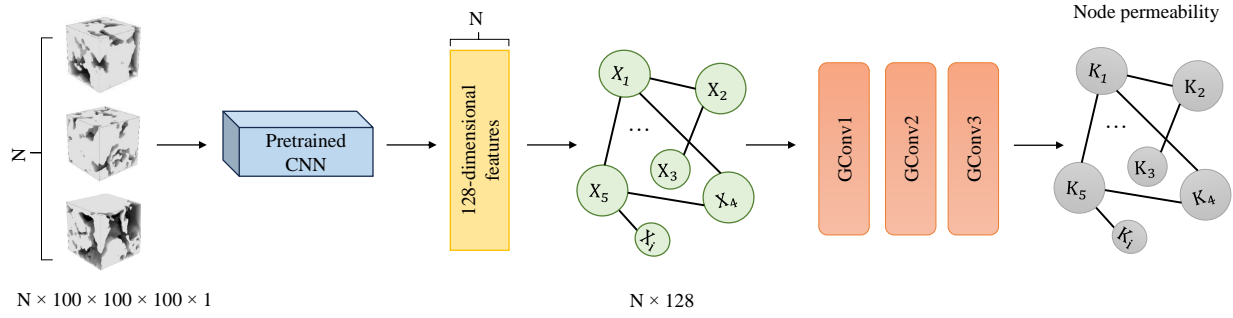 Node permeability
N
N
Pretrained
CNN
128-dimensional
features
X₁
X₂
...
X₃
X₄
X₅
Xᵢ
GConv1
GConv2
GConv3
K₁
K₂
...
K₃
K₄
K₅
Kᵢ
N × 100 × 100 × 100 × 1
N × 128